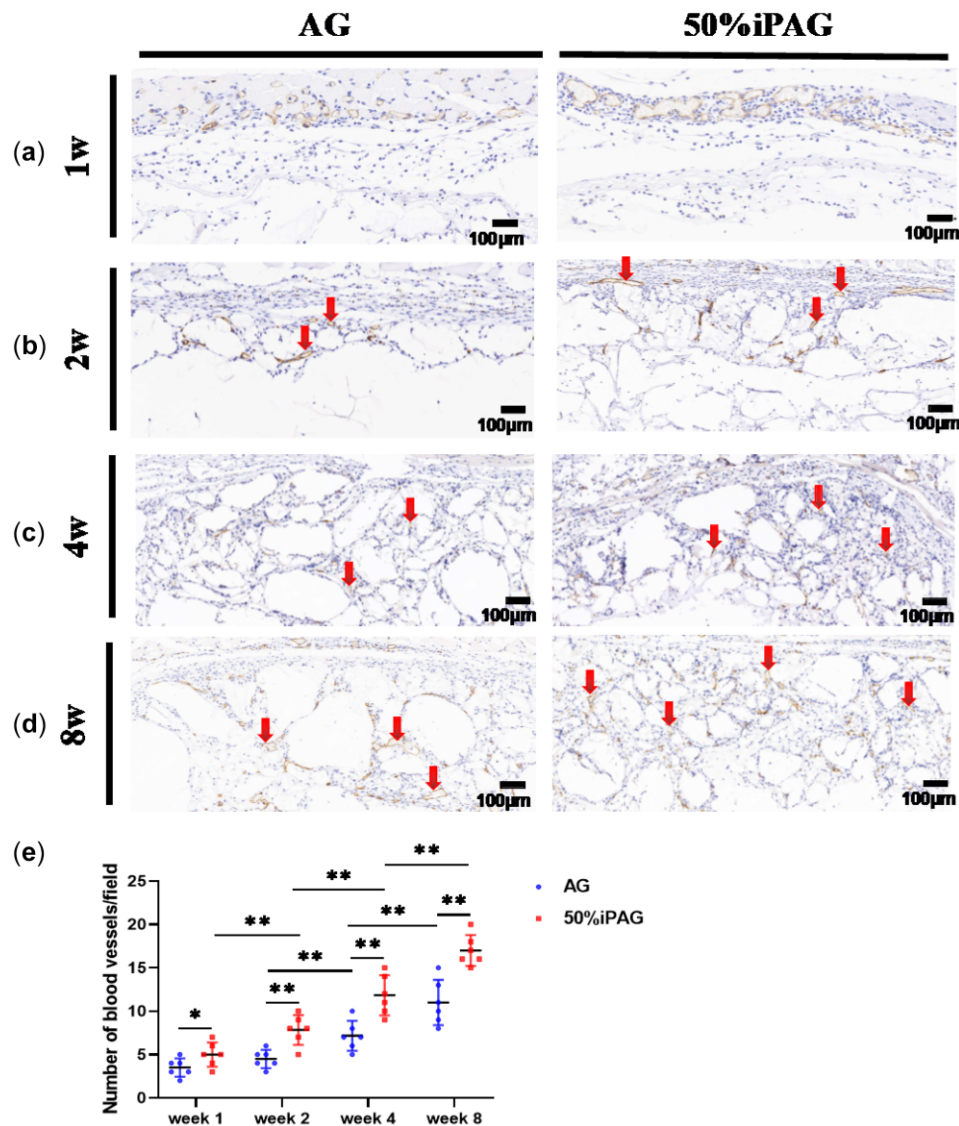 AG 50%iPAG
(a) 1w
100μm 100μm
(b) 2w
100μm 100μm
(c) 4w
100μm 100μm
(d) 8w
100μm 100μm
(e)
Number of blood vessels/field
25
20
15
10
5
0
** 
** 
** **
** **
** **
*
week 1 week 2 week 4 week 8
AG
50%iPAG